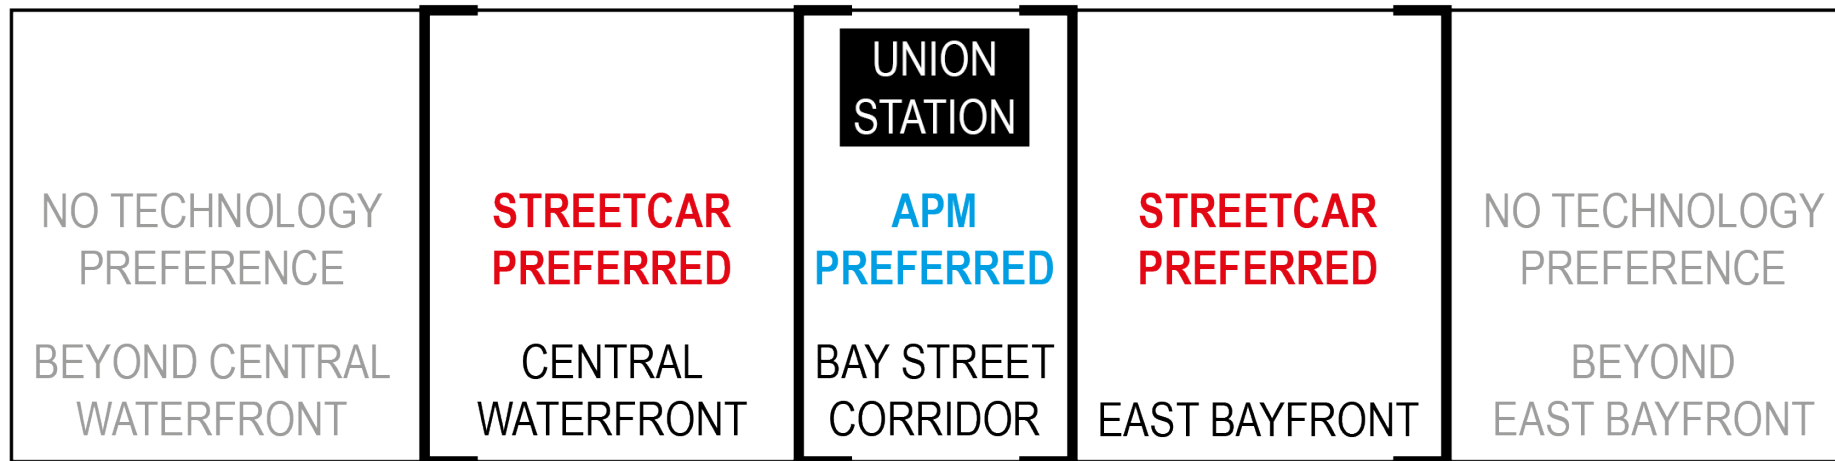 UNION
STATION
NO TECHNOLOGY
PREFERENCE
BEYOND CENTRAL
WATERFRONT
STREETCAR
PREFERRED
CENTRAL
WATERFRONT
APM
PREFERRED
BAY STREET
CORRIDOR
STREETCAR
PREFERRED
EAST BAYFRONT
NO TECHNOLOGY
PREFERENCE
BEYOND
EAST BAYFRONT